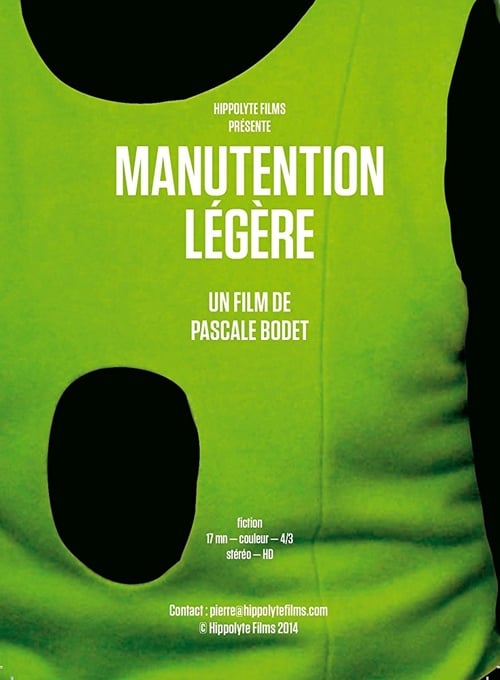 HIPPOLYTE FILMS
PRÉSENTE
MANUTENTION
LÉGÈRE
UN FILM DE
PASCALE BODET
fiction
17 mn – couleur – 4/3
stéréo – HD
Contact : pierre@hippolytefilms.com
© Hippolyte Films 2014